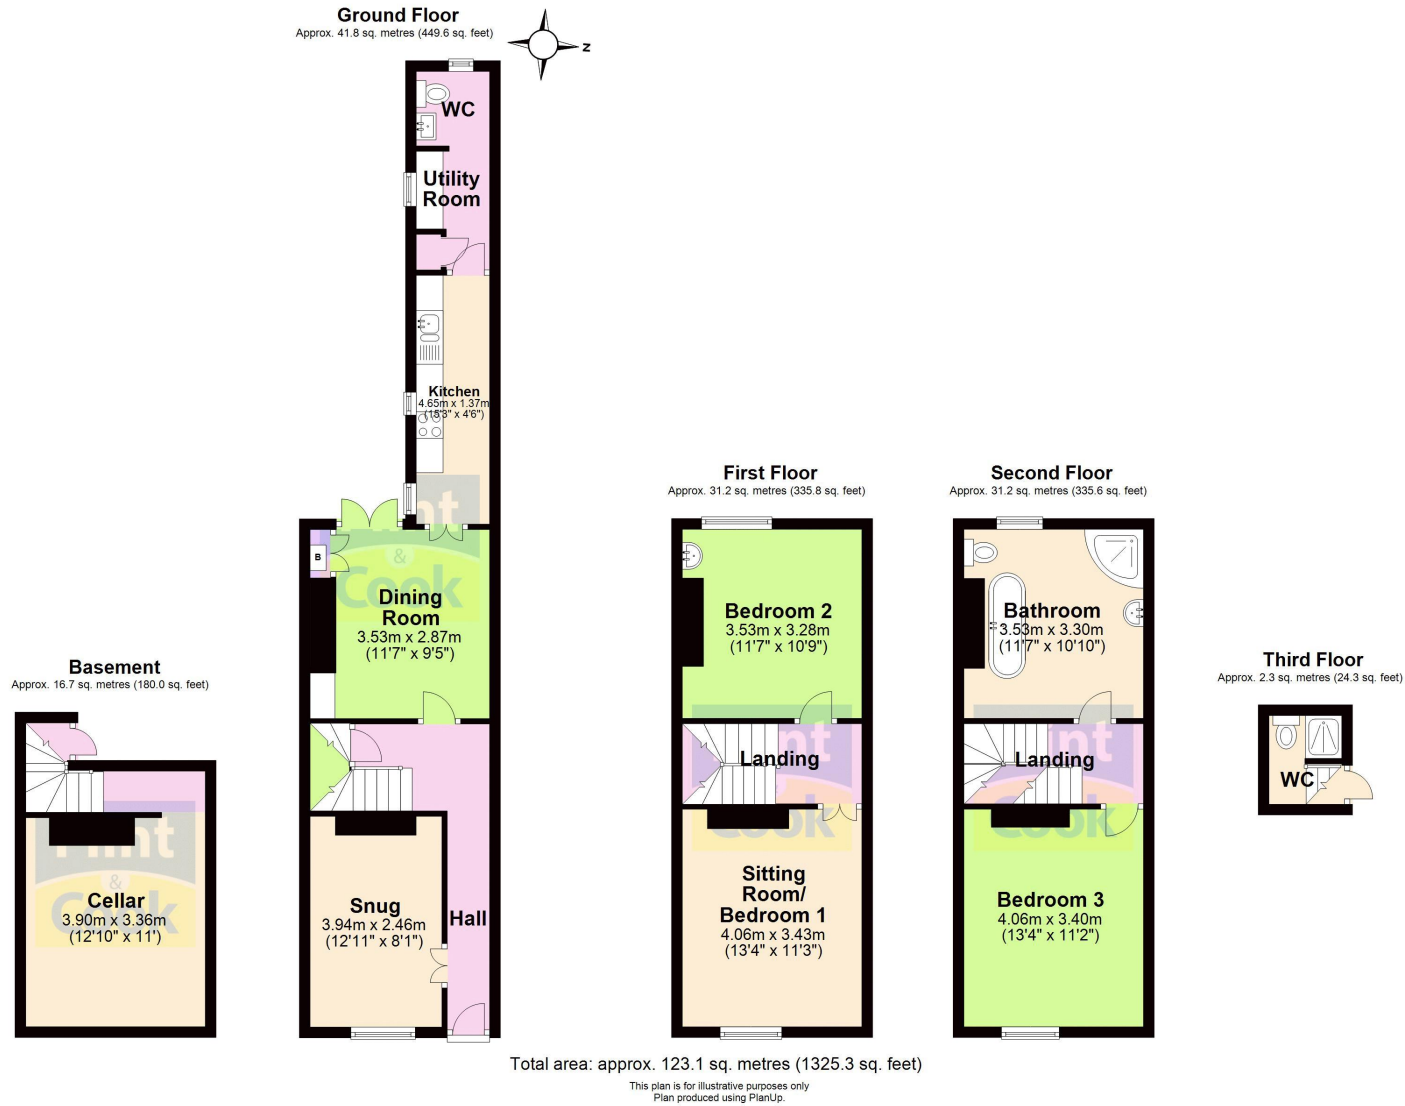 Ground Floor
Approx. 41.8 sq. metres (449.6 sq. feet)
N
WC
Utility
Room
Kitchen
4.65m x 1.37m
(15'3" x 4'6")
B
Dining
Room
3.53m x 2.87m
(11'7" x 9'5")
Snug
3.94m x 2.46m
(12'11" x 8'1")
Hall
Flint
&
Cook
Basement
Approx. 16.7 sq. metres (180.0 sq. feet)
Cellar
3.90m x 3.36m
(12'10" x 11')
Flint
&
Cook
First Floor
Approx. 31.2 sq. metres (335.8 sq. feet)
Bedroom 2
3.53m x 3.28m
(11'7" x 10'9")
Landing
Sitting
Room/
Bedroom 1
4.06m x 3.43m
(13'4" x 11'3")
Flint
&
Cook
Second Floor
Approx. 31.2 sq. metres (335.6 sq. feet)
Bathroom
3.53m x 3.30m
(11'7" x 10'10")
Landing
Bedroom 3
4.06m x 3.40m
(13'4" x 11'2")
Flint
Cook
Third Floor
Approx. 2.3 sq. metres (24.3 sq. feet)
WC
Total area: approx. 123.1 sq. metres (1325.3 sq. feet)
This plan is for illustrative purposes only
Plan produced using PlanUp.